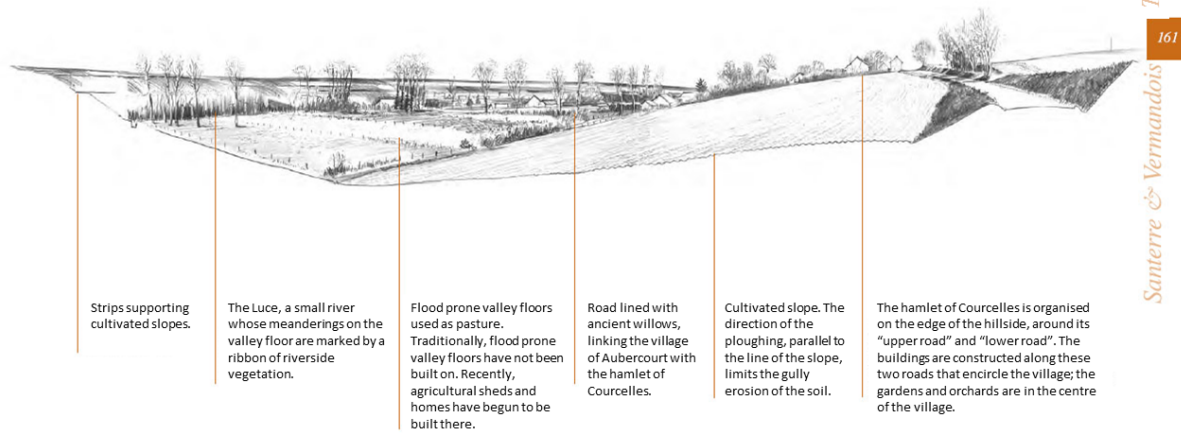 161
Santerre & Vermandois
Strips supporting
cultivated slopes.
The Luce, a small river
whose meanderings on the
valley floor are marked by a
ribbon of riverside
vegetation.
Flood prone valley floors
used as pasture.
Traditionally, flood prone
valley floors have not been
built on. Recently,
agricultural sheds and
homes have begun to be
built there.
Road lined with
ancient willows,
linking the village
of Aubercourt with
the hamlet of
Courcelles.
Cultivated slope. The
direction of the
ploughing, parallel to
the line of the slope,
limits the gully
erosion of the soil.
The hamlet of Courcelles is organised
on the edge of the hillside, around its
“upper road” and “lower road”. The
buildings are constructed along these
two roads that encircle the village; the
gardens and orchards are in the centre
of the village.